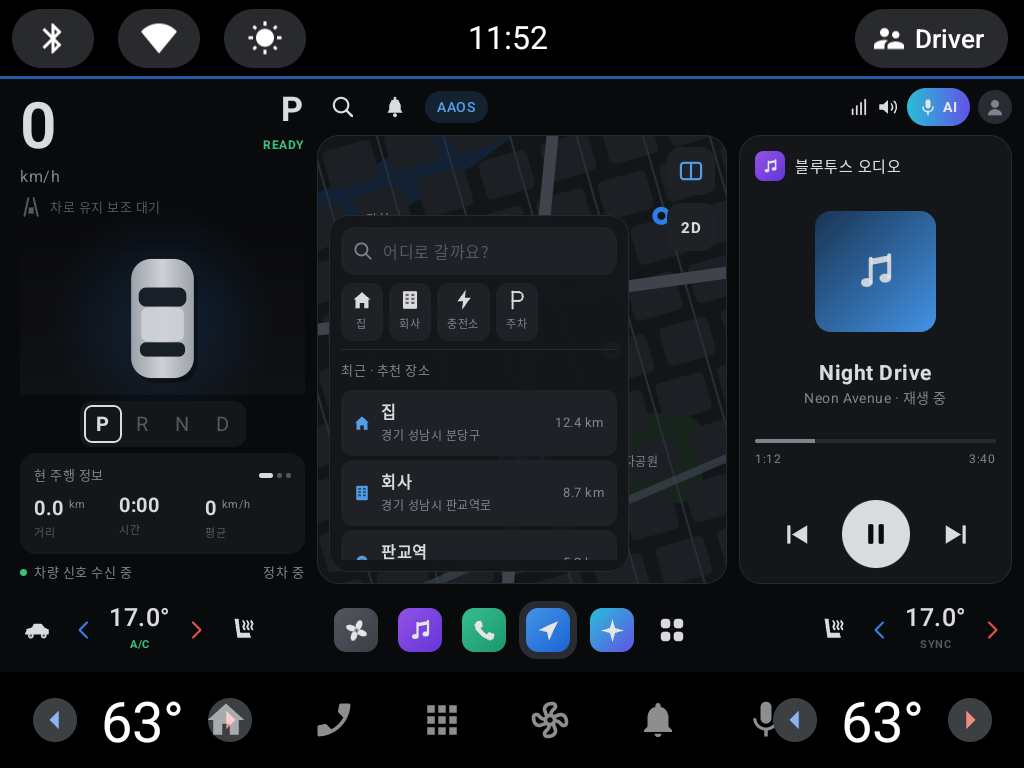 11:52
Driver
0
P
READY
km/h
차로 유지 보조 대기
P R N D
현 주행 정보
0.0 km
거리
0:00
시간
0 km/h
평균
차량 신호 수신 중
정차 중
AAOS
AI
2D
어디로 갈까요?
집
회사
충전소
주차
최근 · 추천 장소
집
경기 성남시 분당구
12.4 km
회사
경기 성남시 판교역로
8.7 km
판교역
블루투스 오디오
Night Drive
Neon Avenue · 재생 중
1:12
3:40
17.0°
A/C
17.0°
SYNC
63°
63°